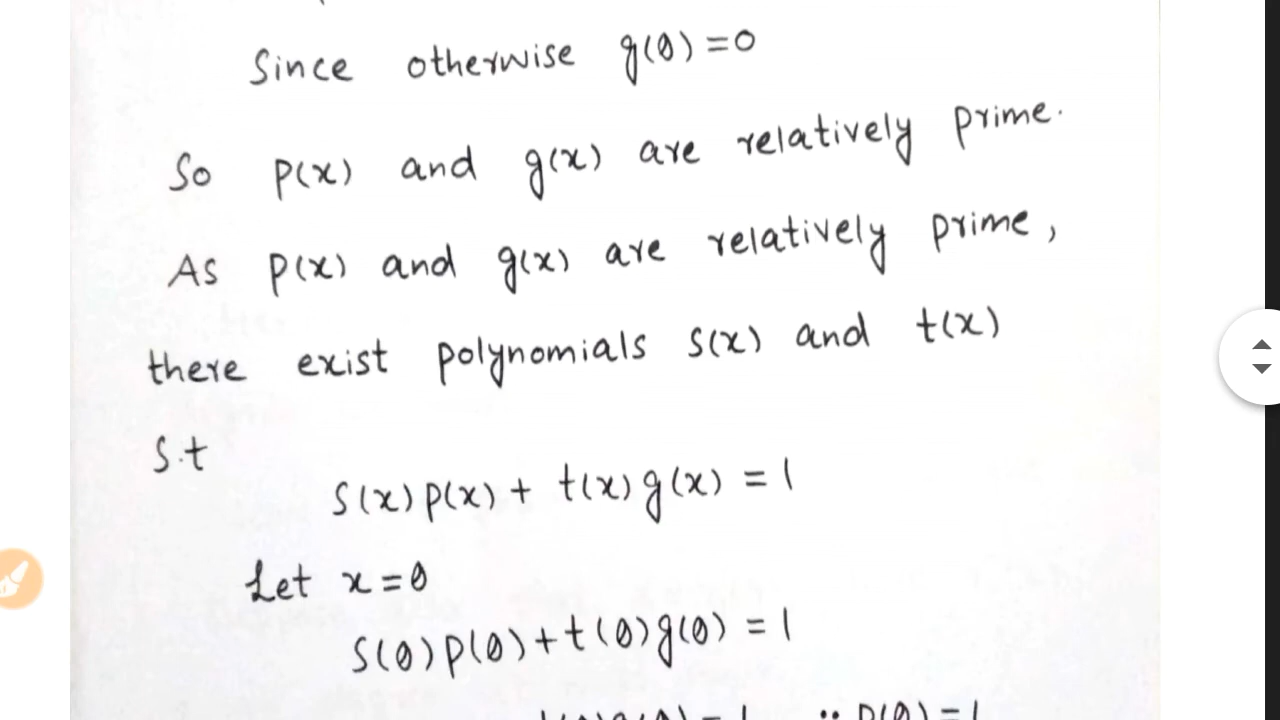 Since otherwise g(θ)=0
So p(x) and g(x) are relatively prime.
As p(x) and g(x) are relatively prime,
there exist polynomials s(x) and t(x)
s.t
s(x)p(x) + t(x)g(x) = 1
Let x=θ
s(θ)p(θ)+t(θ)g(θ) = 1